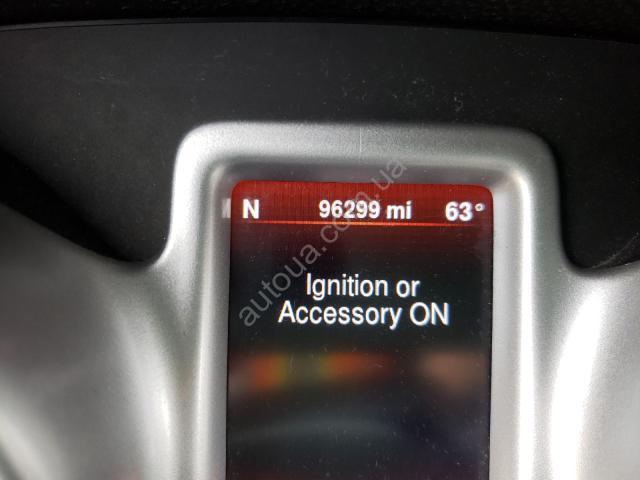 N 96299 mi 63°
Ignition or
Accessory ON
autoua.com.ua